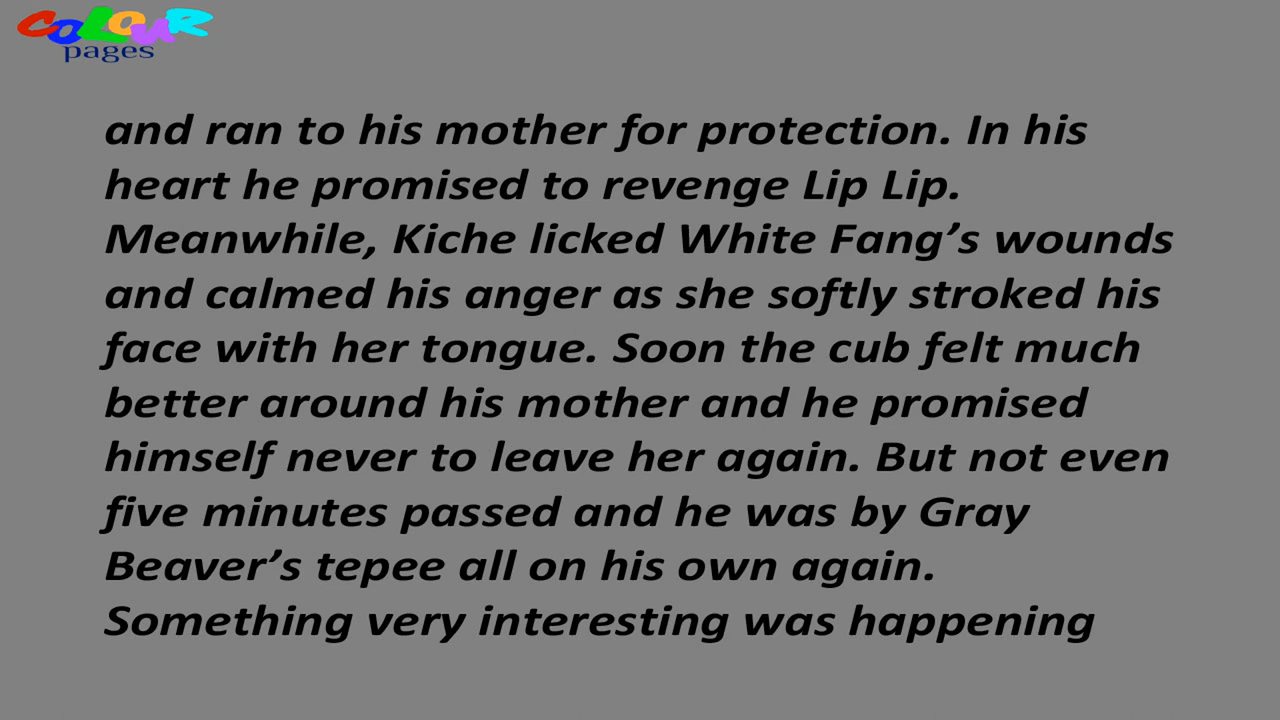 COLOUR
pages
and ran to his mother for protection. In his
heart he promised to revenge Lip Lip.
Meanwhile, Kiche licked White Fang’s wounds
and calmed his anger as she softly stroked his
face with her tongue. Soon the cub felt much
better around his mother and he promised
himself never to leave her again. But not even
five minutes passed and he was by Gray
Beaver’s tepee all on his own again.
Something very interesting was happening